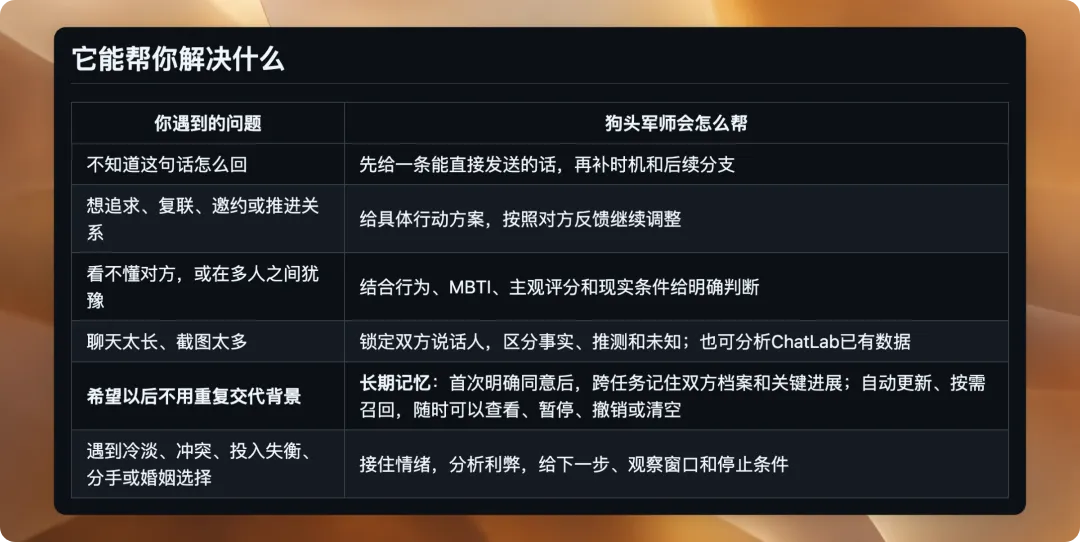 它能帮你解决什么
你遇到的问题
狗头军师会怎么帮
不知道这句话怎么回
先给一条能直接发送的话，再补时机和后续分支
想追求、复联、邀约或推进关
系
给具体行动方案，按照对方反馈继续调整
看不懂对方，或在多人之间犹
豫
结合行为、MBTI、主观评分和现实条件给明确判断
聊天太长、截图太多
锁定双方说话人，区分事实、推测和未知；也可分析ChatLab已有数据
希望以后不用重复交代背景
长期记忆：首次明确同意后，跨任务记住双方档案和关键进展；自动更新、按需
召回，随时可以查看、暂停、撤销或清空
遇到冷淡、冲突、投入失衡、
分手或婚姻选择
接住情绪，分析利弊，给下一步、观察窗口和停止条件